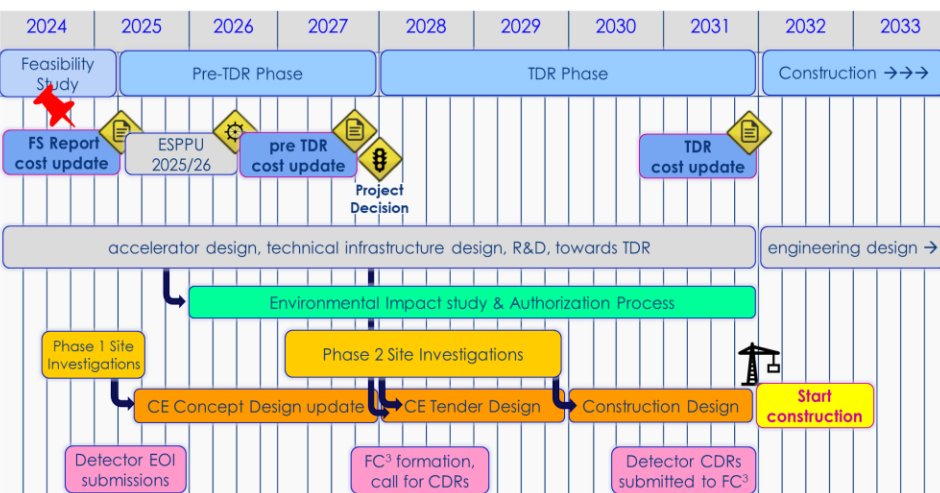 2024 2025 2026 2027 2028 2029 2030 2031 2032 2033
Feasibility
Study
Pre-TDR Phase
TDR Phase
Construction →→→
FS Report
cost update
ESPPU
2025/26
pre TDR
cost update
Project
Decision
TDR
cost update
accelerator design, technical infrastructure design, R&D, towards TDR
engineering design →
Environmental Impact study & Authorization Process
Phase 1 Site
Investigations
Phase 2 Site Investigations
CE Concept Design update
CE Tender Design
Construction Design
Start
construction
Detector EOI
submissions
FC³ formation,
call for CDRs
Detector CDRs
submitted to FC³